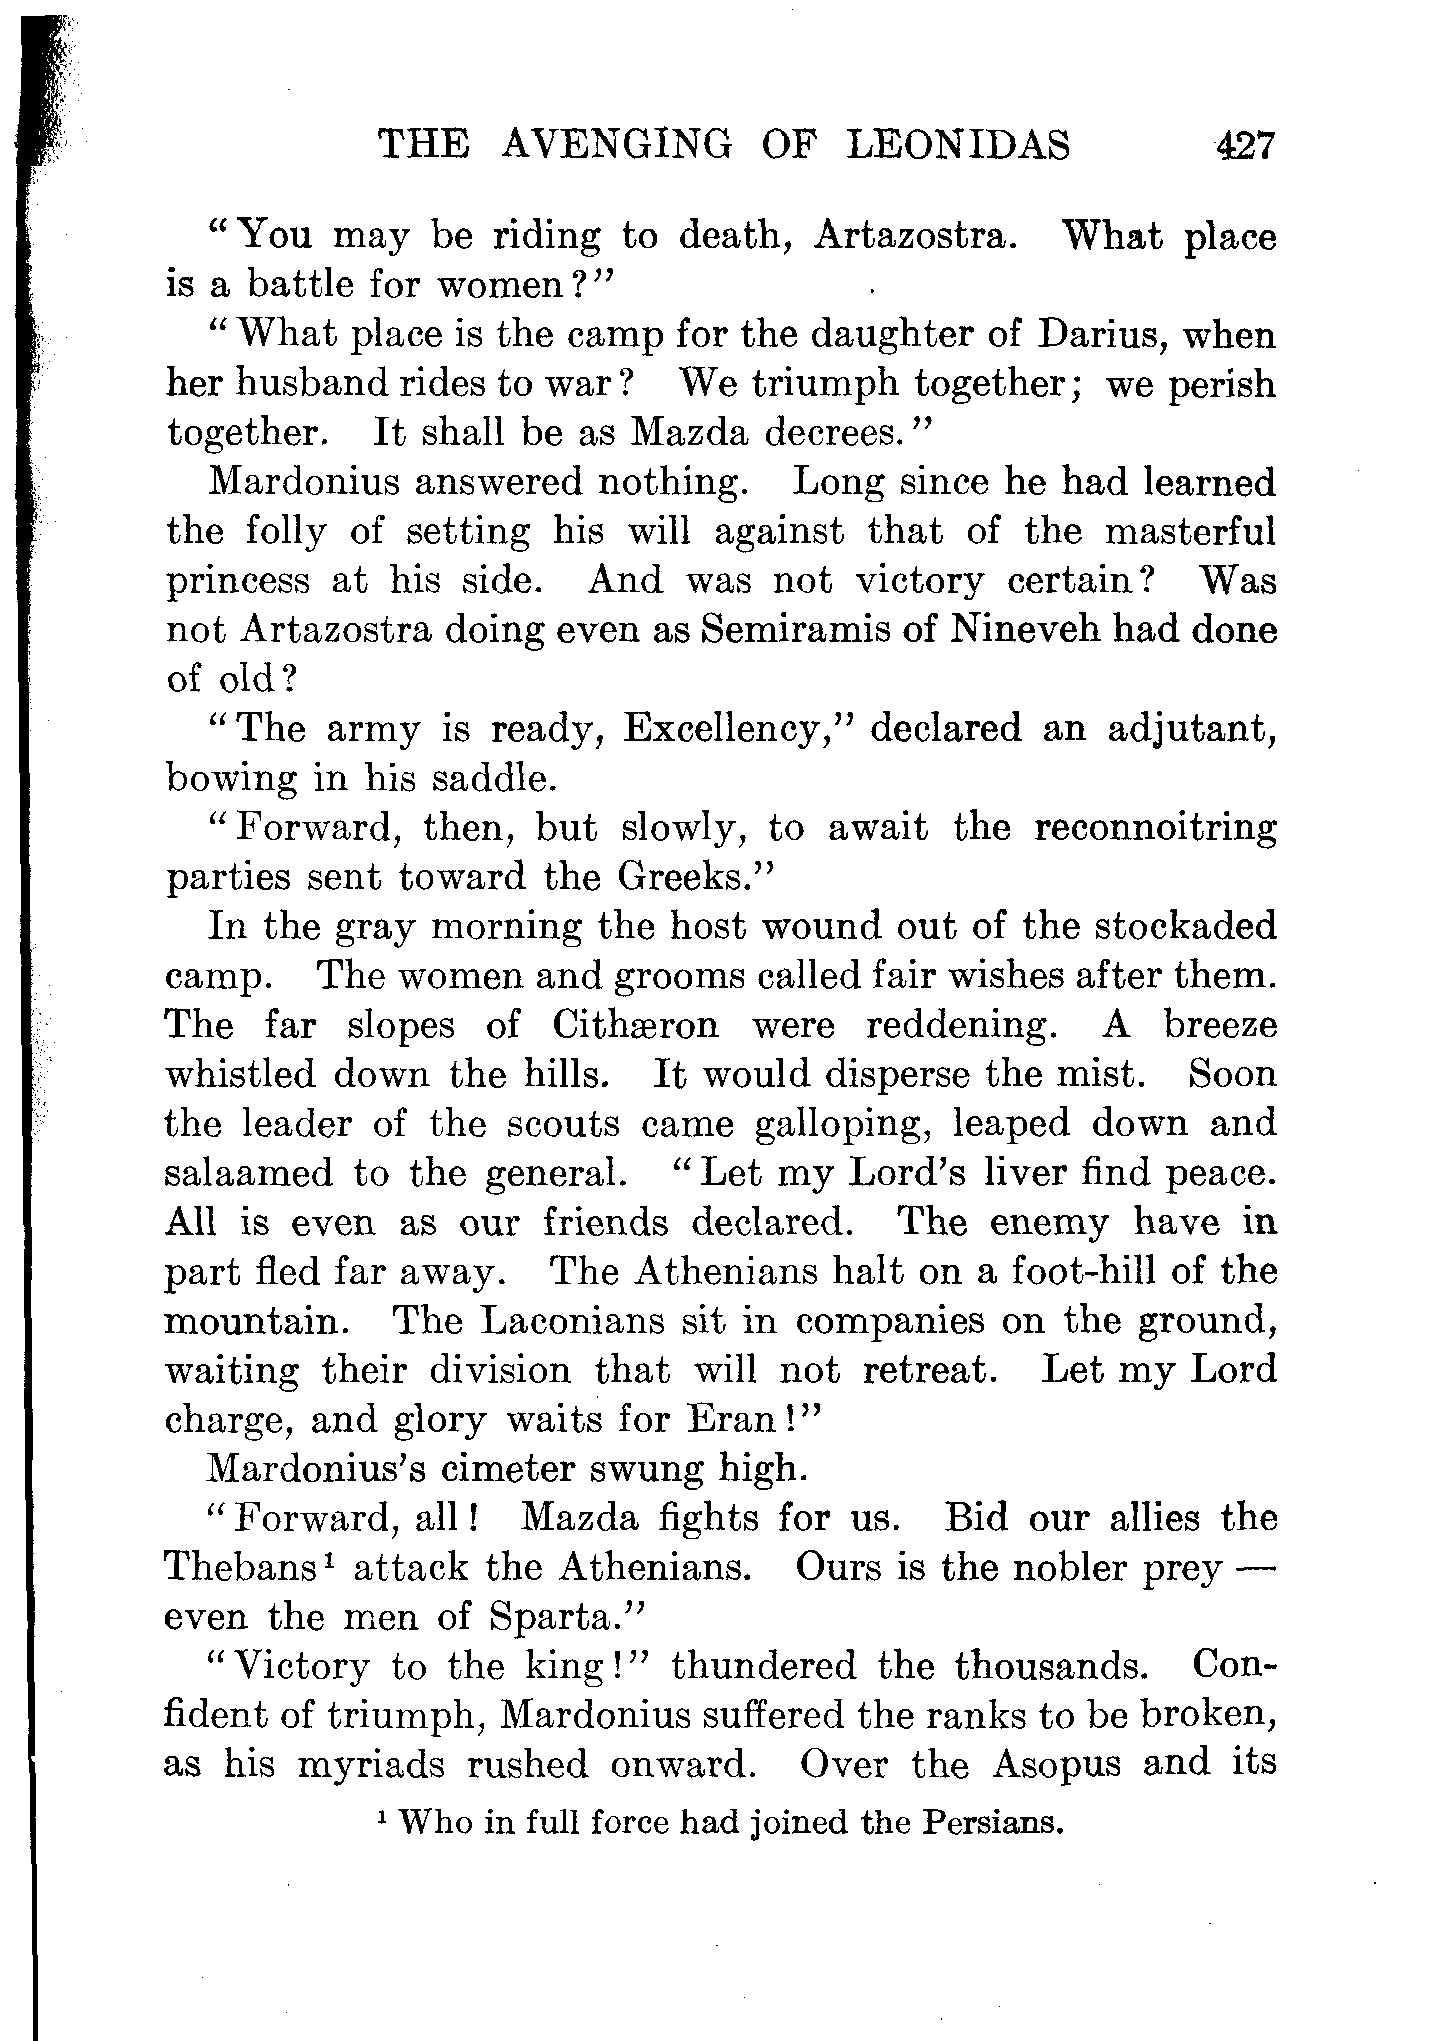 THE AVENGING OF LEONIDAS 427
"You may be riding to death, Artazostra. What place
is a battle for women?"
"What place is the camp for the daughter of Darius, when
her husband rides to war? We triumph together; we perish
together. It shall be as Mazda decrees."
Mardonius answered nothing. Long since he had learned
the folly of setting his will against that of the masterful
princess at his side. And was not victory certain? Was
not Artazostra doing even as Semiramis of Nineveh had done
of old?
"The army is ready, Excellency," declared an adjutant,
bowing in his saddle.
"Forward, then, but slowly, to await the reconnoitring
parties sent toward the Greeks."
In the gray morning the host wound out of the stockaded
camp. The women and grooms called fair wishes after them.
The far slopes of Cithæron were reddening. A breeze
whistled down the hills. It would disperse the mist. Soon
the leader of the scouts came galloping, leaped down and
salaamed to the general. "Let my Lord's liver find peace.
All is even as our friends declared. The enemy have in
part fled far away. The Athenians halt on a foot-hill of the
mountain. The Laconians sit in companies on the ground,
waiting their division that will not retreat. Let my Lord
charge, and glory waits for Eran!"
Mardonius's cimeter swung high.
"Forward, all! Mazda fights for us. Bid our allies the
Thebans¹ attack the Athenians. Ours is the nobler prey —
even the men of Sparta."
"Victory to the king!" thundered the thousands. Con-
fident of triumph, Mardonius suffered the ranks to be broken,
as his myriads rushed onward. Over the Asopus and its
¹ Who in full force had joined the Persians.